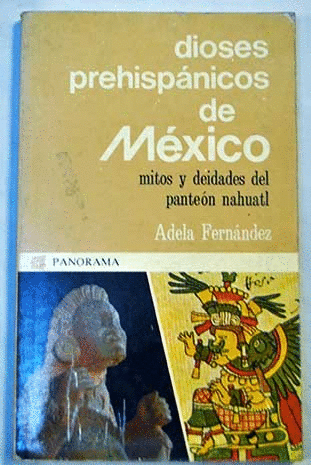 dioses
prehispánicos
de
México
mitos y deidades del
panteón nahuatl
Adela Fernández
PANORAMA